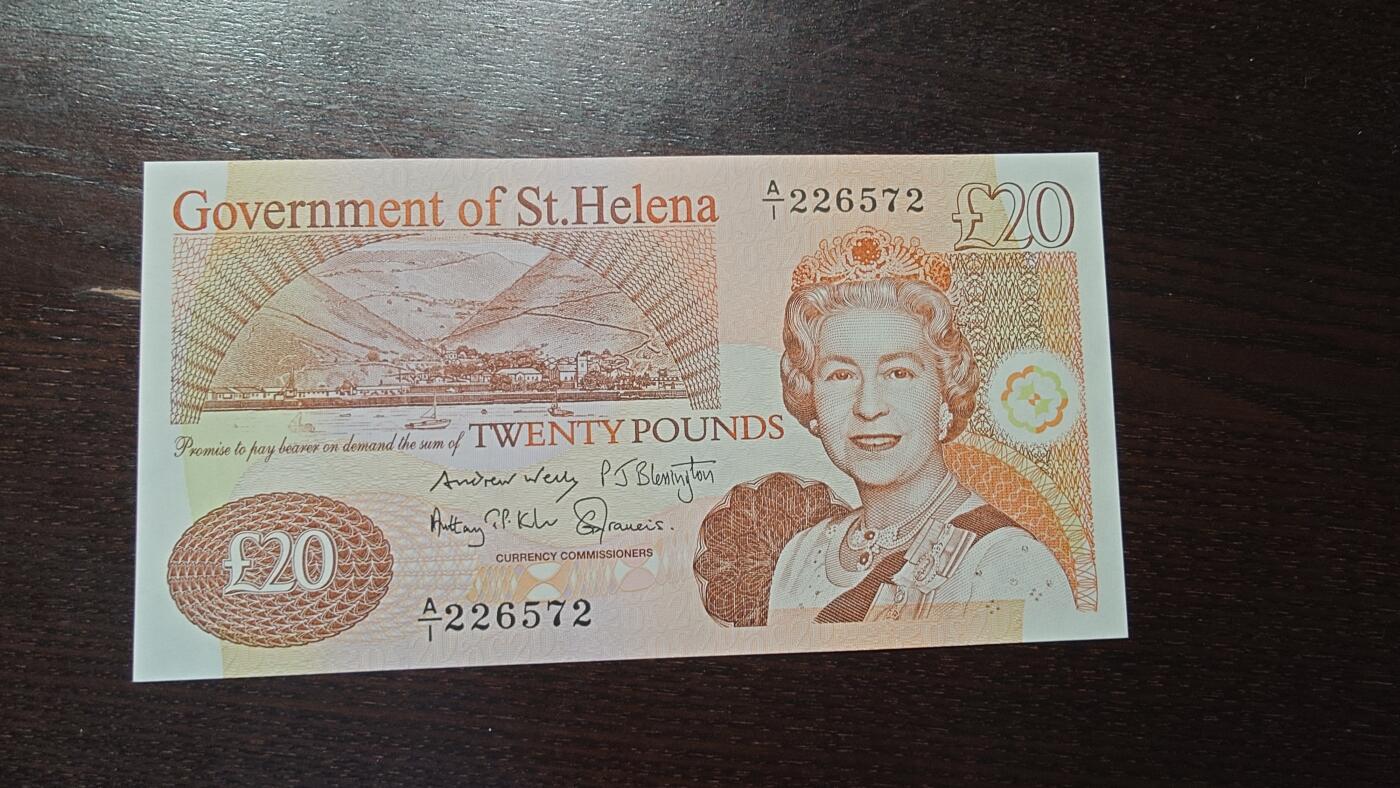 Government of St.Helena
A/1 226572
£20
Promise to pay bearer on demand the sum of TWENTY POUNDS
CURRENCY COMMISSIONERS
£20
A/1 226572